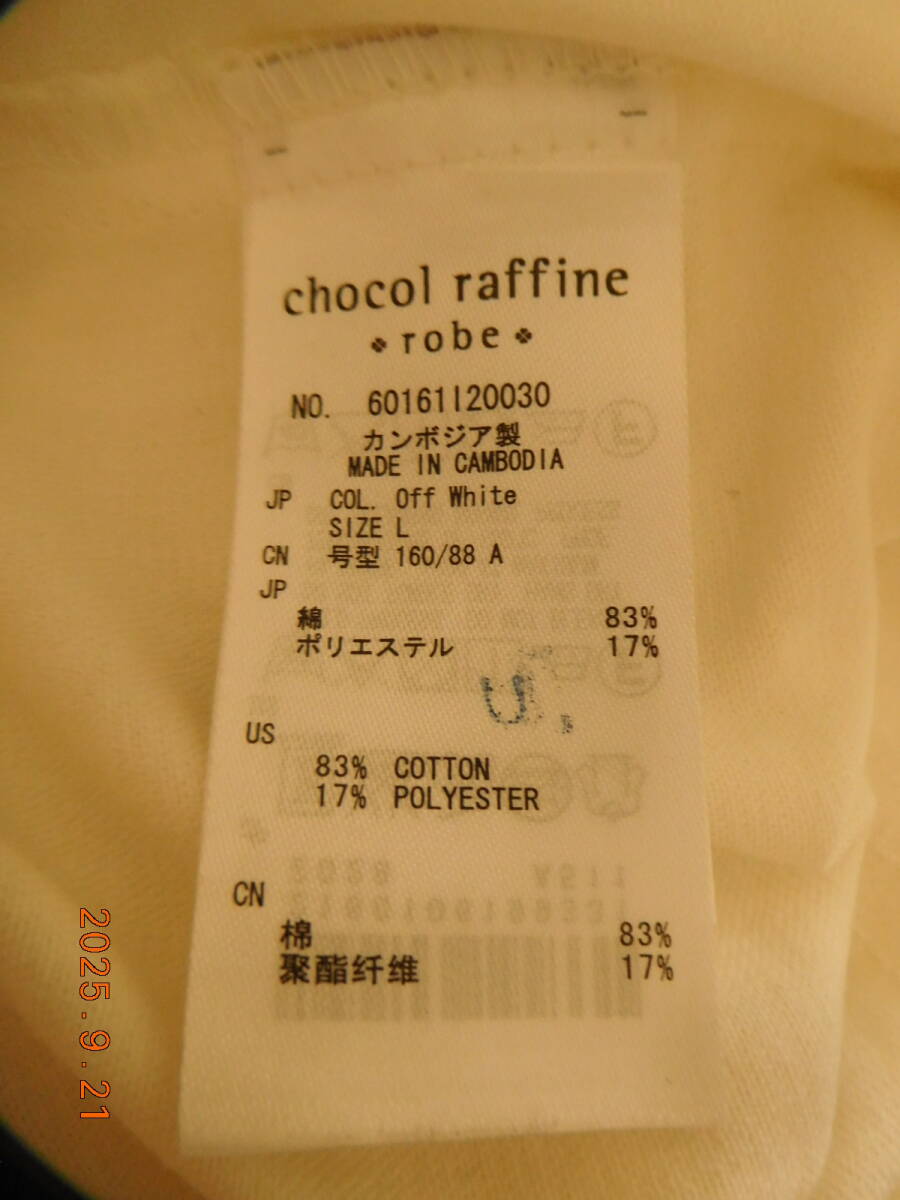 chocol raffine
robe
NO. 60161I20030
カンボジア製
MADE IN CAMBODIA
JP COL. Off White
SIZE L
CN 号型 160/88 A
JP
綿 83%
ポリエステル 17%
US
83% COTTON
17% POLYESTER
CN
棉 83%
聚酯纤维 17%
2025.9.21